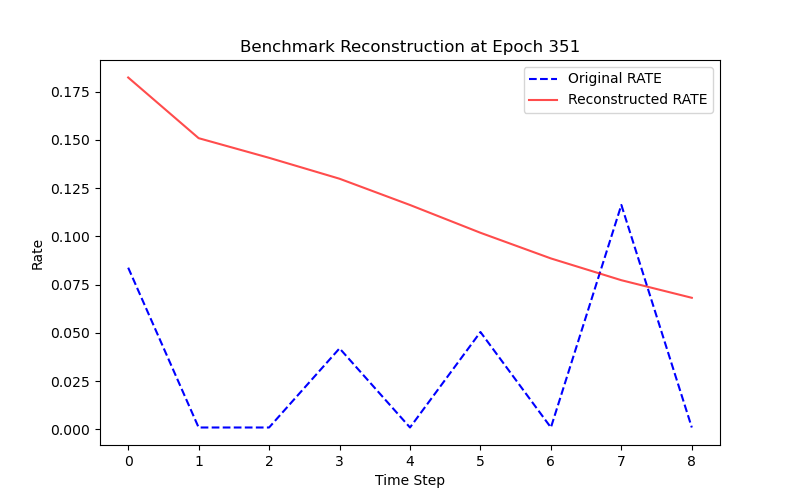 Benchmark Reconstruction at Epoch 351
Original RATE
Reconstructed RATE
Rate
0.175
0.150
0.125
0.100
0.075
0.050
0.025
0.000
0 1 2 3 4 5 6 7 8
Time Step